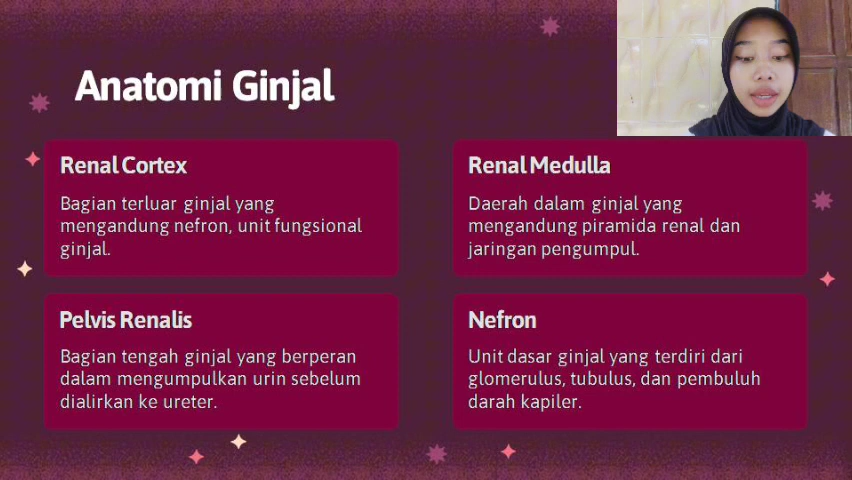 Anatomi Ginjal
Renal Cortex
Bagian terluar ginjal yang
mengandung nefron, unit fungsional
ginjal.
Renal Medulla
Daerah dalam ginjal yang
mengandung piramida renal dan
jaringan pengumpul.
Pelvis Renalis
Bagian tengah ginjal yang berperan
dalam mengumpulkan urin sebelum
dialirkan ke ureter.
Nefron
Unit dasar ginjal yang terdiri dari
glomerulus, tubulus, dan pembuluh
darah kapiler.